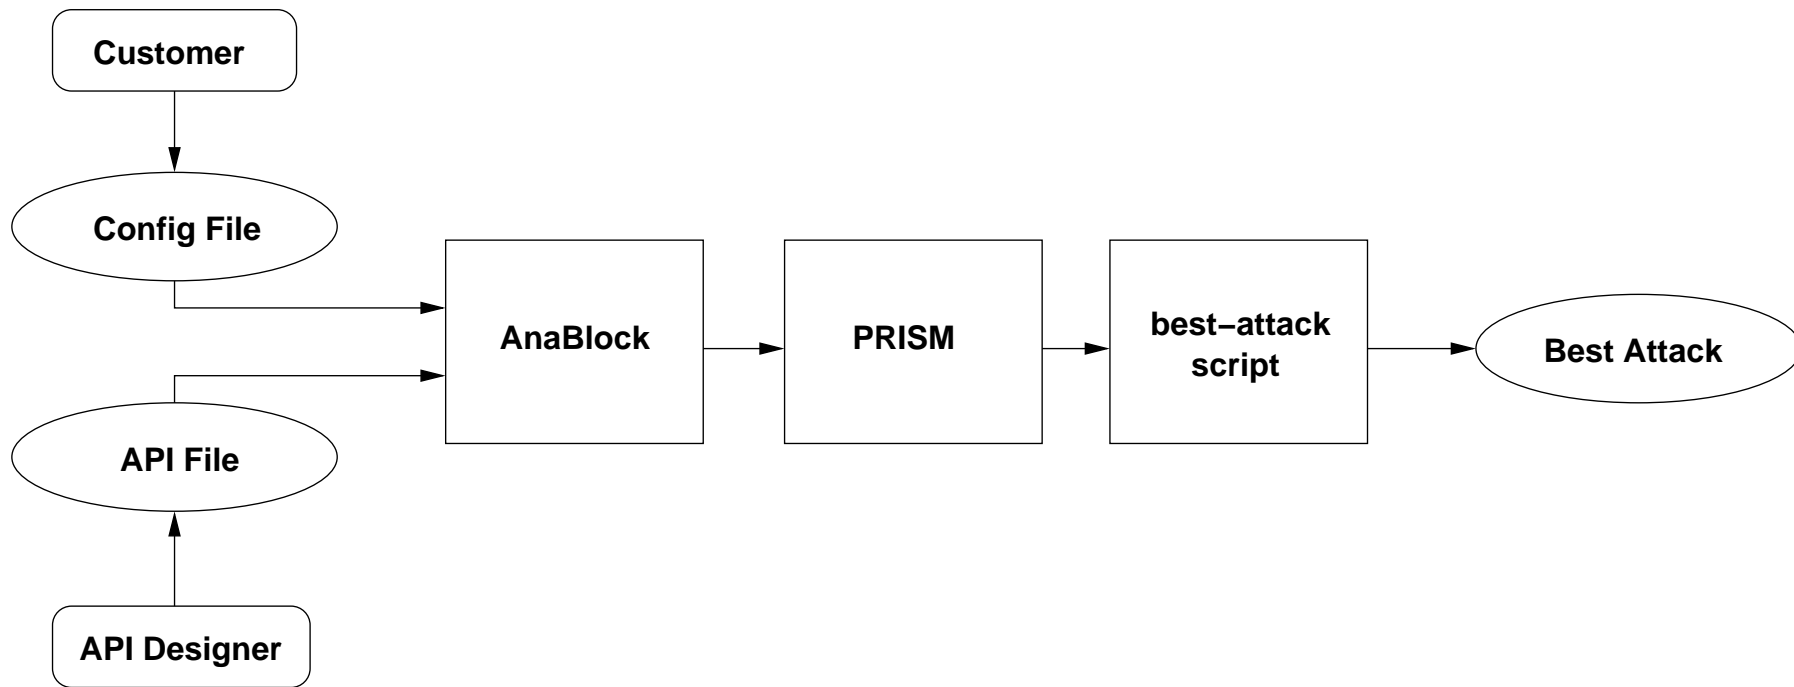 Customer
Config File
API File
API Designer
AnaBlock
PRISM
best−attack
script
Best Attack